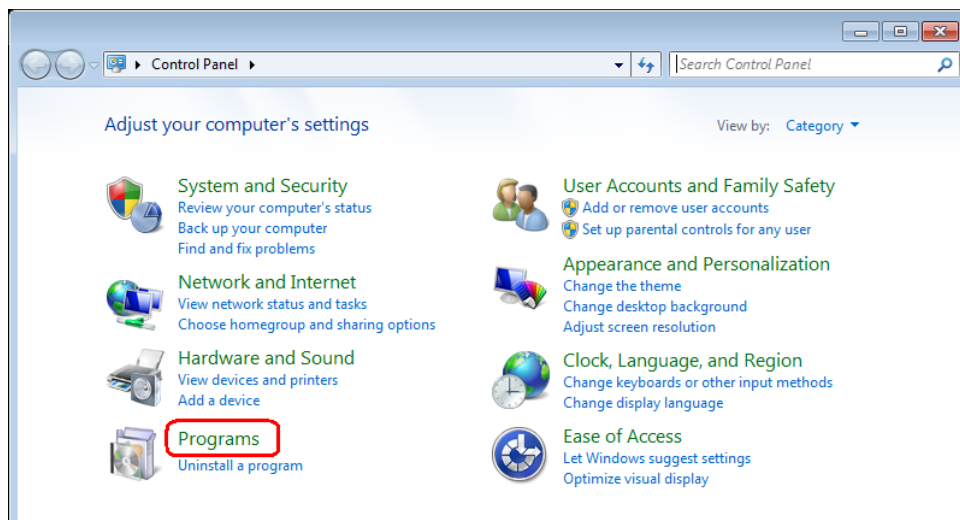 Control Panel
Search Control Panel
Adjust your computer's settings
View by: Category
System and Security
Review your computer's status
Back up your computer
Find and fix problems
Network and Internet
View network status and tasks
Choose homegroup and sharing options
Hardware and Sound
View devices and printers
Add a device
Programs
Uninstall a program
User Accounts and Family Safety
Add or remove user accounts
Set up parental controls for any user
Appearance and Personalization
Change the theme
Change desktop background
Adjust screen resolution
Clock, Language, and Region
Change keyboards or other input methods
Change display language
Ease of Access
Let Windows suggest settings
Optimize visual display